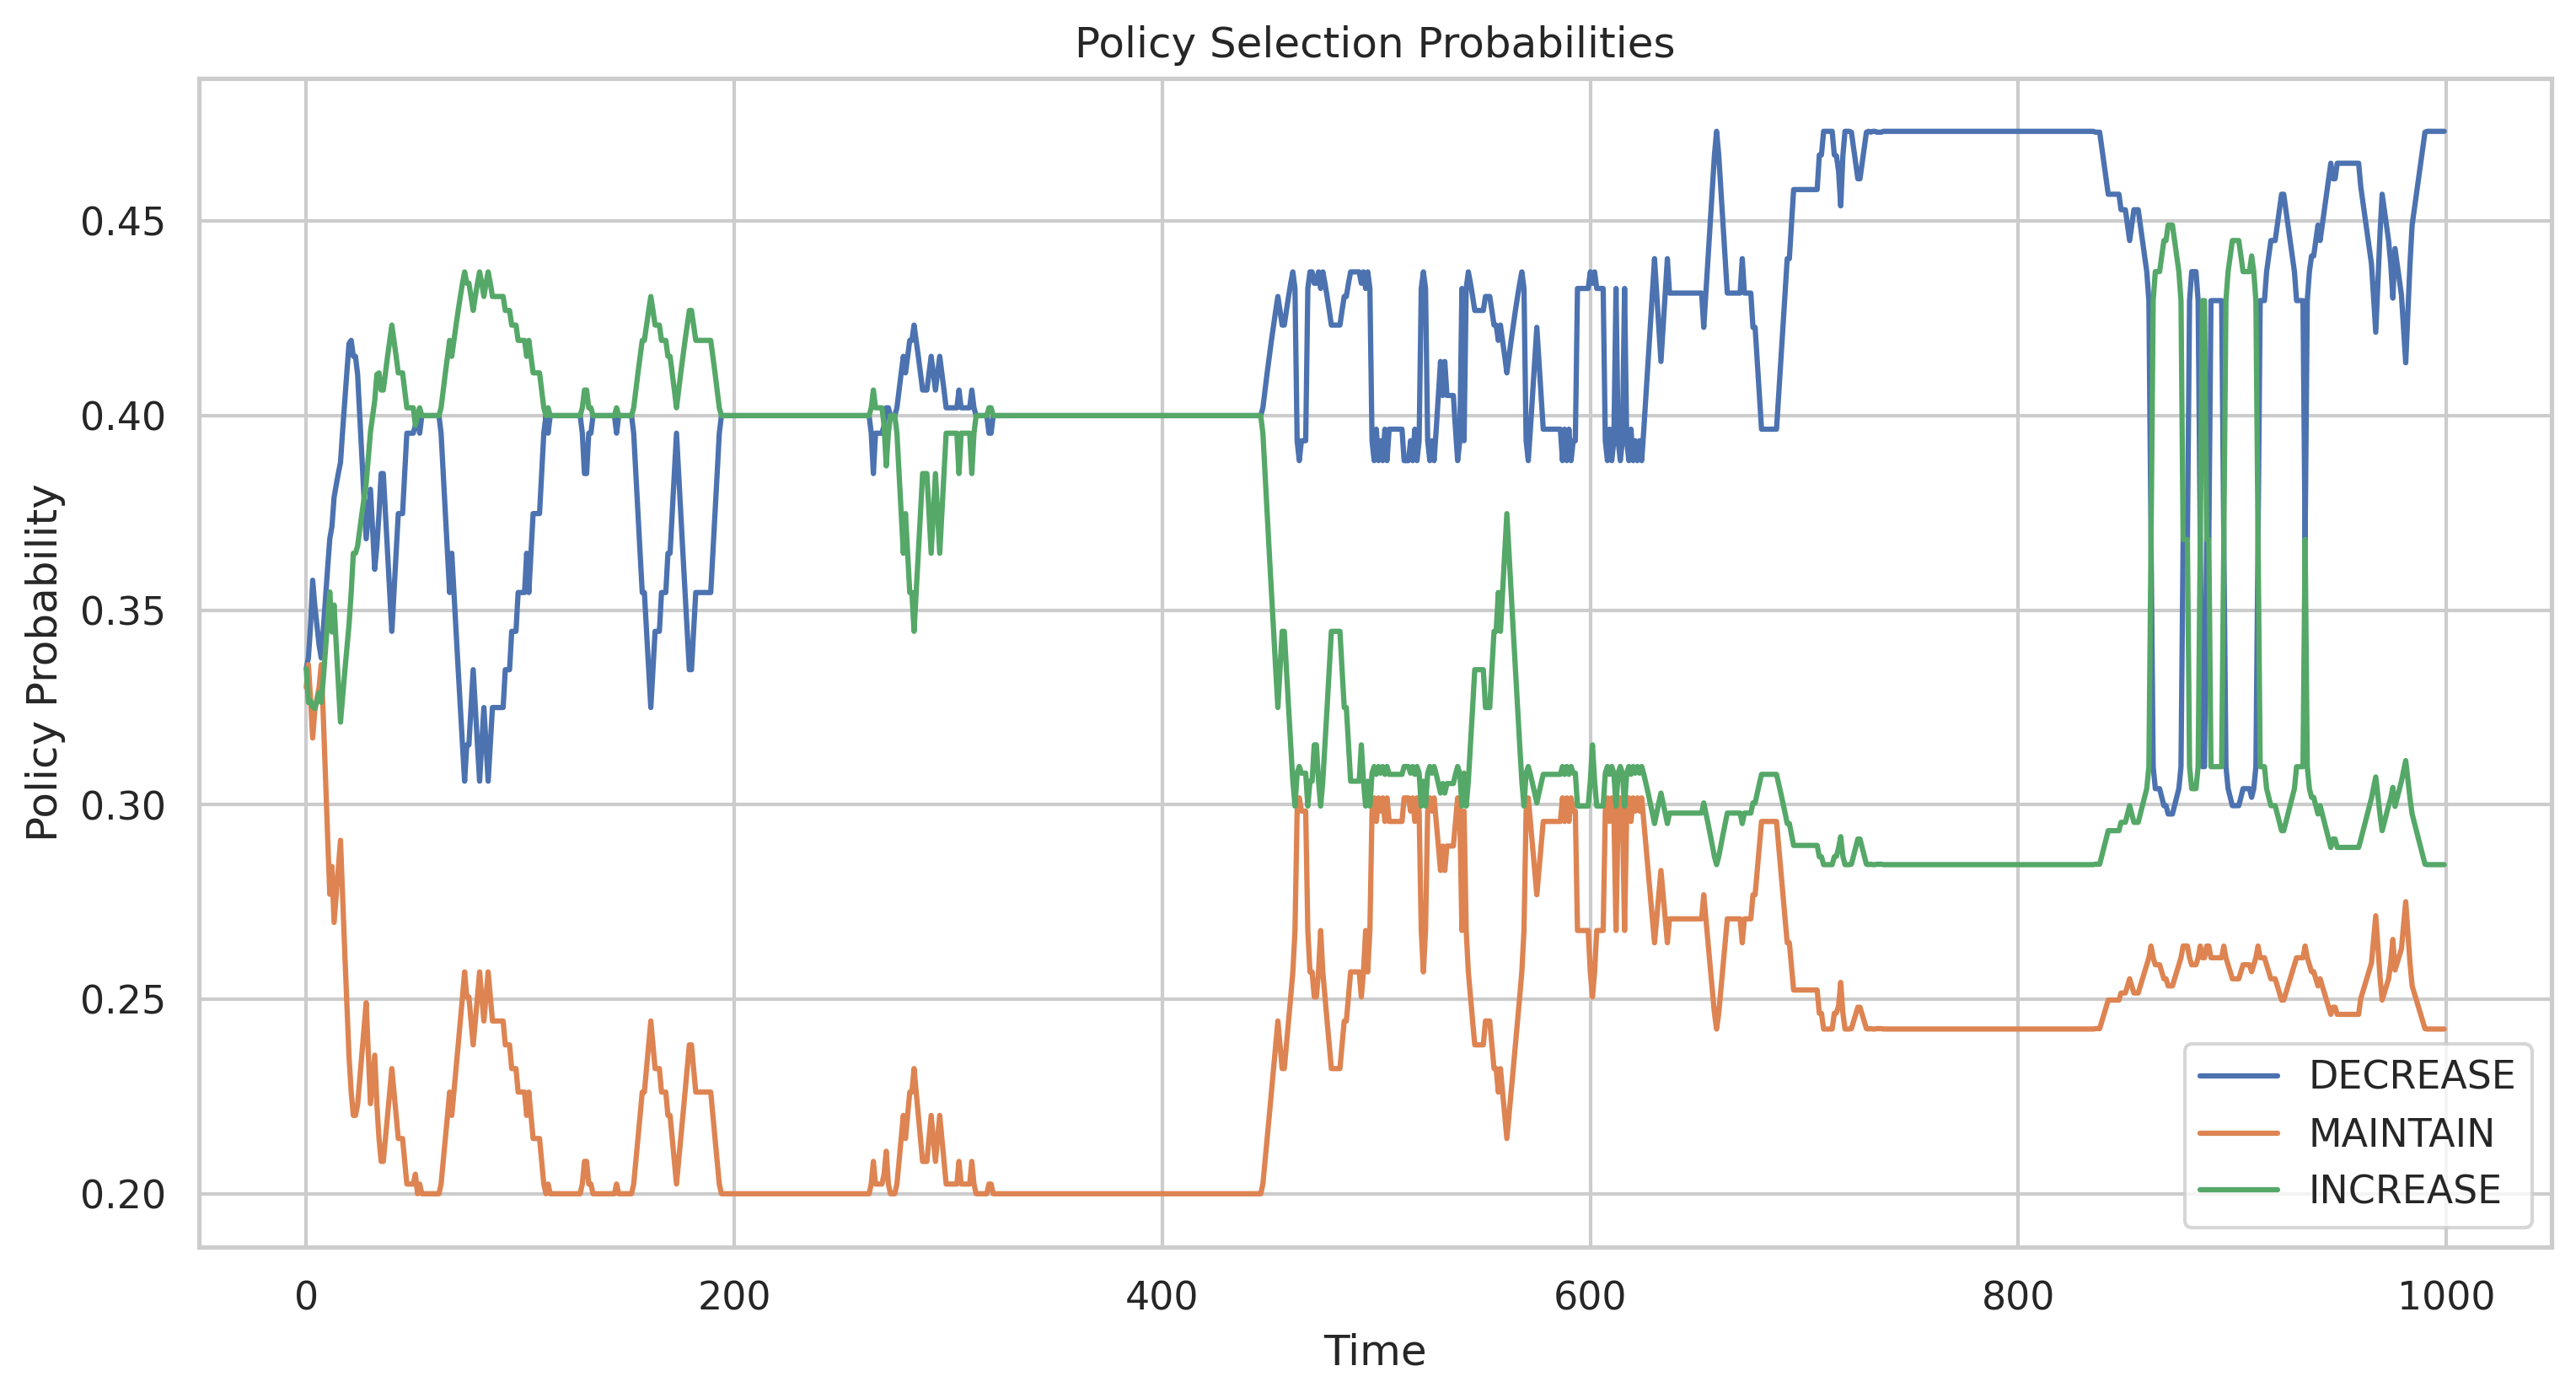 Policy Selection Probabilities
Policy Probability
0.45
0.40
0.35
0.30
0.25
0.20
DECREASE
MAINTAIN
INCREASE
0 200 400 600 800 1000
Time